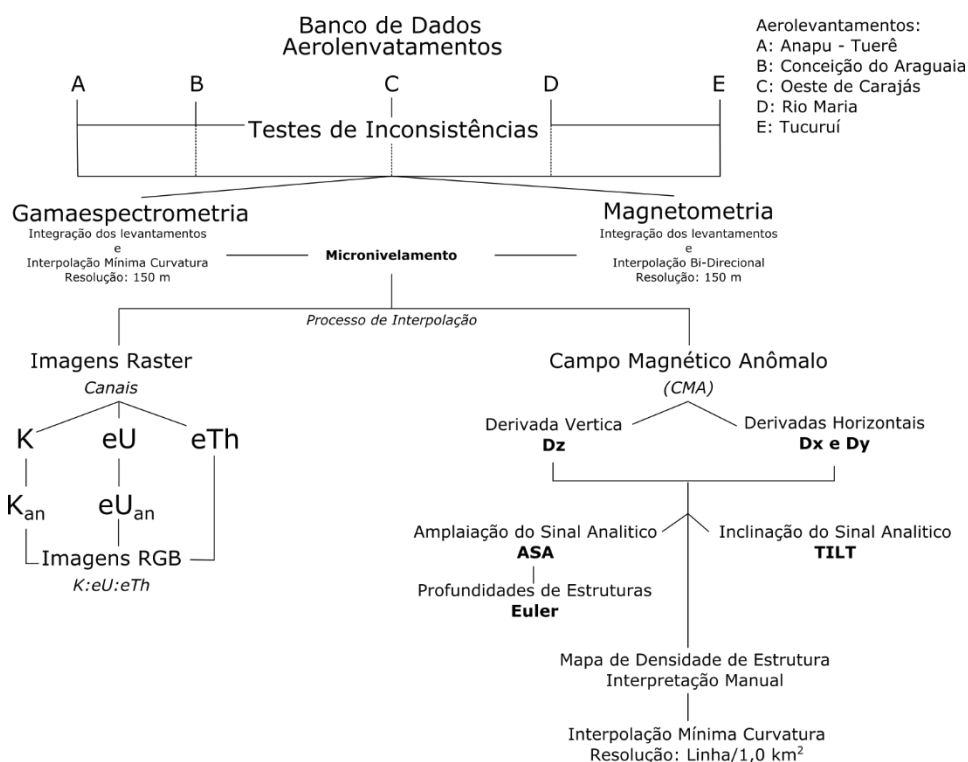 Banco de Dados
Aerolenvatamentos
Aerolevantamentos:
A: Anapu - Tuerê
B: Conceição do Araguaia
C: Oeste de Carajás
D: Rio Maria
E: Tucuruí
A
B
C
D
E
Testes de Inconsistências
Gamaespectrometria
Integração dos levantamentos
e
Interpolação Mínima Curvatura
Resolução: 150 m
Micronivelamento
Magnetometria
Integração dos levantamentos
e
Interpolação Bi-Direcional
Resolução: 150 m
Processo de Interpolação
Imagens Raster
Canais
K
eU
eTh
Kan
eUan
Imagens RGB
K:eU:eTh
Campo Magnético Anômalo
(CMA)
Derivada Vertica
Dz
Derivadas Horizontais
Dx e Dy
Amplaiação do Sinal Analitico
ASA
Inclinação do Sinal Analitico
TILT
Profundidades de Estruturas
Euler
Mapa de Densidade de Estrutura
Interpretação Manual
Interpolação Mínima Curvatura
Resolução: Linha/1,0 km²